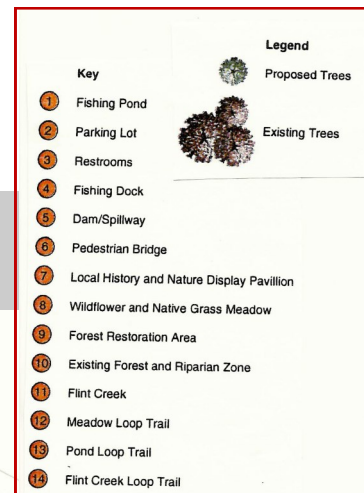 Legend
Proposed Trees
Existing Trees
Key
1 Fishing Pond
2 Parking Lot
3 Restrooms
4 Fishing Dock
5 Dam/Spillway
6 Pedestrian Bridge
7 Local History and Nature Display Pavillion
8 Wildflower and Native Grass Meadow
9 Forest Restoration Area
10 Existing Forest and Riparian Zone
11 Flint Creek
12 Meadow Loop Trail
13 Pond Loop Trail
14 Flint Creek Loop Trail